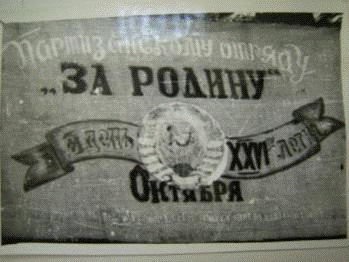 Партизанскому отряду
„ЗА РОДИНУ"
В ДЕНЬ XXVI лет
Октября